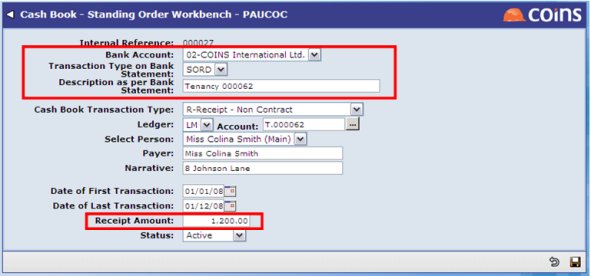 Cash Book - Standing Order Workbench - PAUCOC
coins
Internal Reference: 000027
Bank Account: 02-COINS International Ltd.
Transaction Type on Bank Statement: SORD
Description as per Bank Statement: Tenancy 000062
Cash Book Transaction Type: R-Receipt - Non Contract
Ledger: LM Account: T.000062 ...
Select Person: Miss Colina Smith (Main)
Payer: Miss Colina Smith
Narrative: 8 Johnson Lane
Date of First Transaction: 01/01/08
Date of Last Transaction: 01/12/08
Receipt Amount: 1,200.00
Status: Active